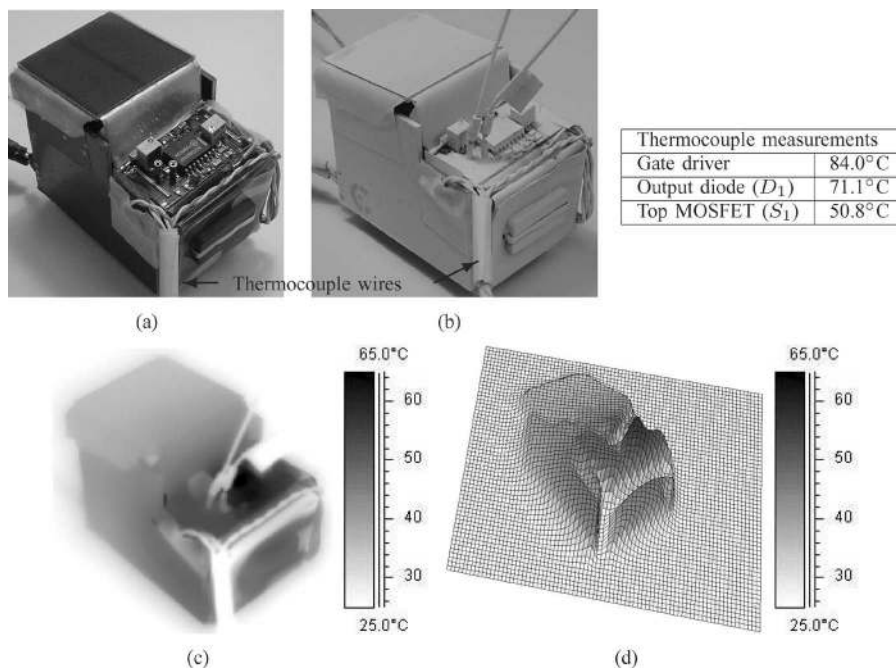 Thermocouple measurements
Gate driver 84.0°C
Output diode (D₁) 71.1°C
Top MOSFET (S₁) 50.8°C
Thermocouple wires
(a)
(b)
65.0°C
60
50
40
30
25.0°C
65.0°C
60
50
40
30
25.0°C
(c)
(d)